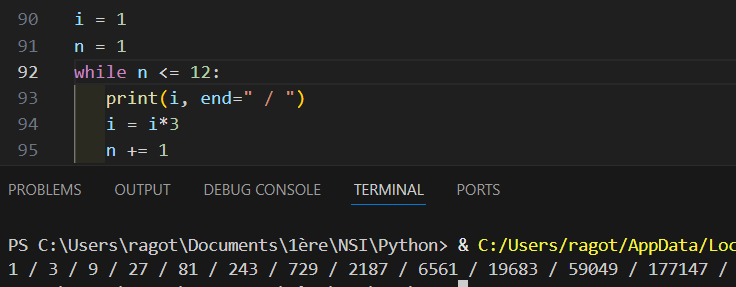 90 i = 1
91 n = 1
92 while n <= 12:
93     print(i, end=" / ")
94     i = i*3
95     n += 1
PROBLEMS OUTPUT DEBUG CONSOLE TERMINAL PORTS
PS C:\Users\ragot\Documents\1ère\NSI\Python> & C:/Users/ragot/AppData/Loc
1 / 3 / 9 / 27 / 81 / 243 / 729 / 2187 / 6561 / 19683 / 59049 / 177147 /